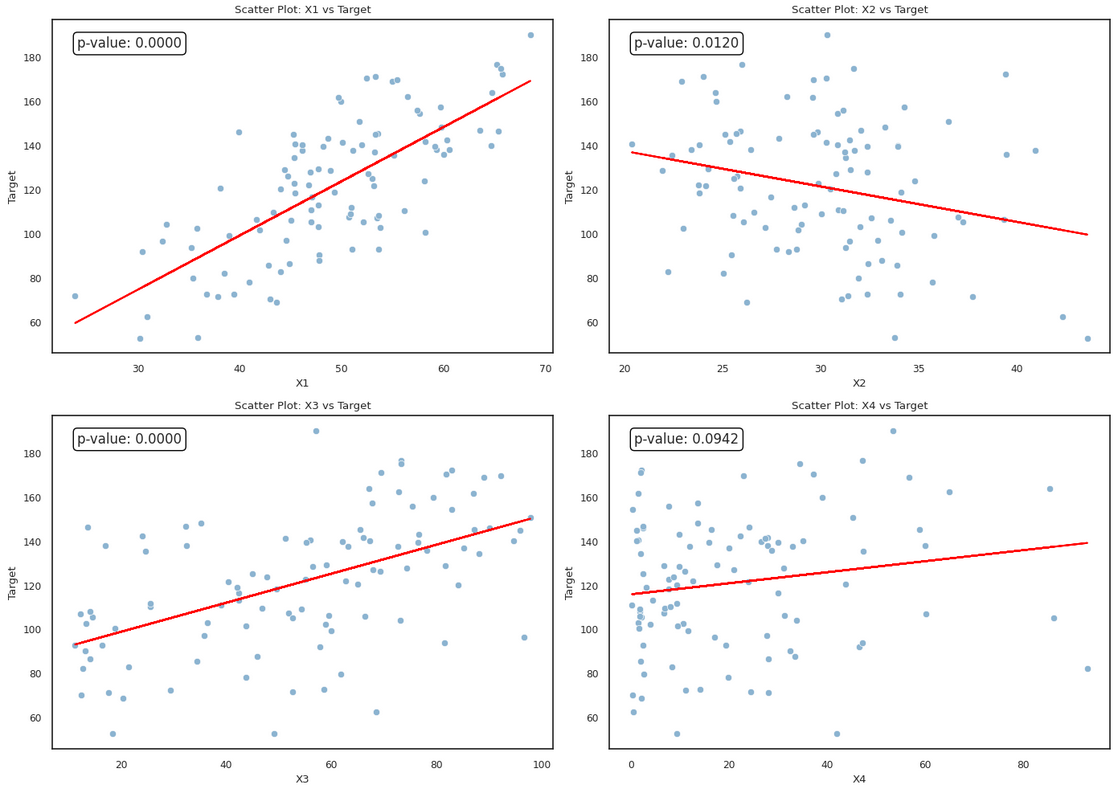 Scatter Plot: X1 vs Target
p-value: 0.0000
Target
180
160
140
120
100
80
60
30 40 50 60 70
X1
Scatter Plot: X2 vs Target
p-value: 0.0120
Target
180
160
140
120
100
80
60
20 25 30 35 40
X2
Scatter Plot: X3 vs Target
p-value: 0.0000
Target
180
160
140
120
100
80
60
20 40 60 80 100
X3
Scatter Plot: X4 vs Target
p-value: 0.0942
Target
180
160
140
120
100
80
60
0 20 40 60 80
X4